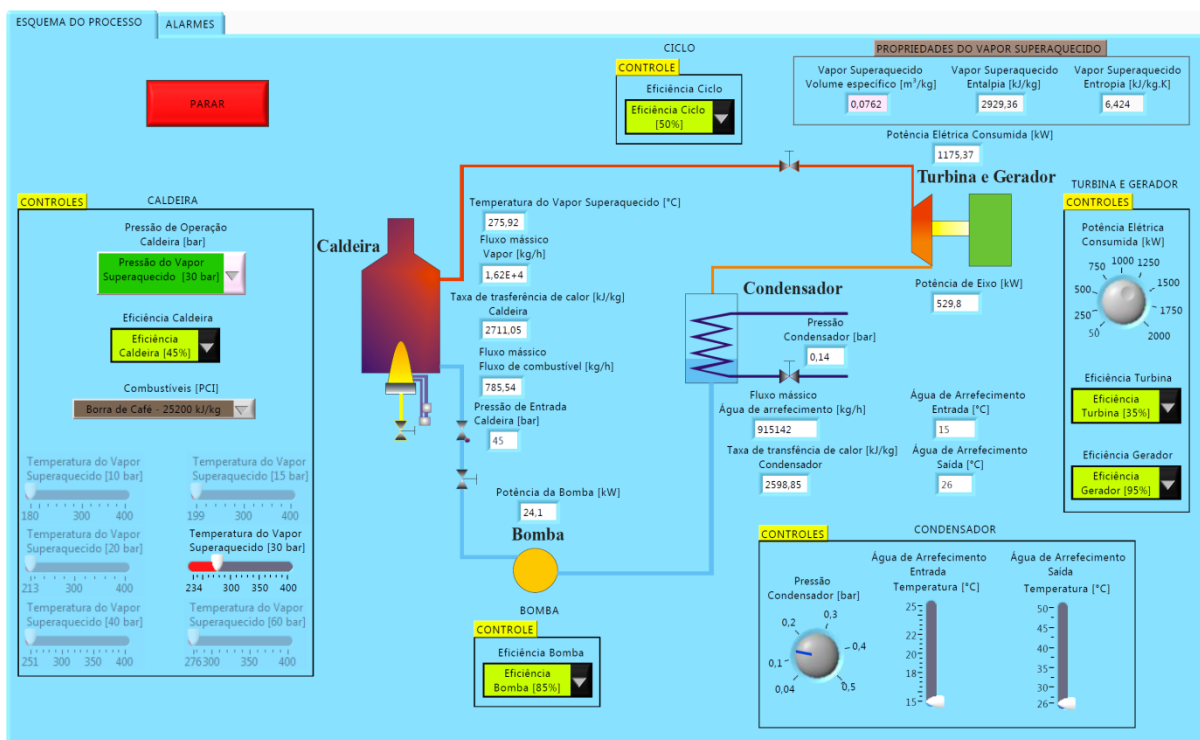 ESQUEMA DO PROCESSO
ALARMES
PARAR
CICLO
CONTROLE
Eficiência Ciclo
Eficiência Ciclo
[50%]
PROPRIEDADES DO VAPOR SUPERAQUECIDO
Vapor Superaquecido
Volume específico [m³/kg]
0,0762
Vapor Superaquecido
Entalpia [kJ/kg]
2929,36
Vapor Superaquecido
Entropia [kJ/kg.K]
6,424
Potência Elétrica Consumida [kW]
1175,37
Turbina e Gerador
Potência de Eixo [kW]
529,8
TURBINA E GERADOR
CONTROLES
Potência Elétrica
Consumida [kW]
50
250
500
750
1000
1250
1500
1750
2000
Eficiência Turbina
Eficiência
Turbina [35%]
Eficiência Gerador
Eficiência
Gerador [95%]
CONTROLES
CALDEIRA
Pressão de Operação
Caldeira [bar]
Pressão do Vapor
Superaquecido [30 bar]
Eficiência Caldeira
Eficiência
Caldeira [45%]
Combustíveis [PCI]
Borra de Café - 25200 kJ/kg
Temperatura do Vapor
Superaquecido [10 bar]
180 300 400
Temperatura do Vapor
Superaquecido [15 bar]
199 300 400
Temperatura do Vapor
Superaquecido [20 bar]
213 300 400
Temperatura do Vapor
Superaquecido [30 bar]
234 300 350 400
Temperatura do Vapor
Superaquecido [40 bar]
251 300 350 400
Temperatura do Vapor
Superaquecido [60 bar]
276 300 350 400
Caldeira
Temperatura do Vapor Superaquecido [°C]
275,92
Fluxo mássico
Vapor [kg/h]
1,62E+4
Taxa de trasferência de calor [kJ/kg]
Caldeira
2711,05
Fluxo mássico
Fluxo de combustível [kg/h]
785,54
Pressão de Entrada
Caldeira [bar]
45
Condensador
Pressão
Condensador [bar]
0,14
Fluxo mássico
Água de arrefecimento [kg/h]
915142
Taxa de transfência de calor [kJ/kg]
Condensador
2598,85
Água de Arrefecimento
Entrada [°C]
15
Água de Arrefecimento
Saída [°C]
26
Potência da Bomba [kW]
24,1
Bomba
BOMBA
CONTROLE
Eficiência Bomba
Eficiência
Bomba [85%]
CONTROLES
CONDENSADOR
Pressão
Condensador [bar]
0,04
0,1
0,2
0,3
0,4
0,5
Água de Arrefecimento
Entrada
Temperatura [°C]
25
22
20
18
15
Água de Arrefecimento
Saída
Temperatura [°C]
50
45
40
35
30
26